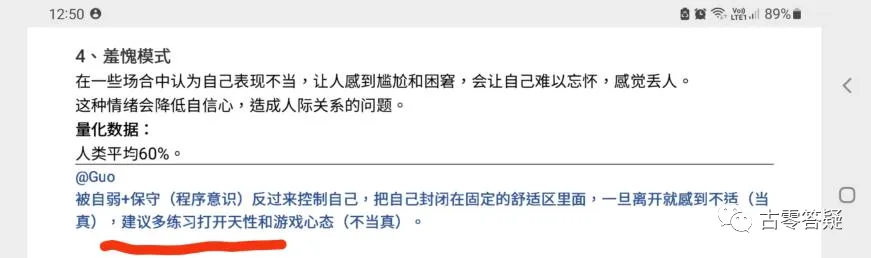 12:50
Vo)) LTE1 89%
4、羞愧模式
在一些场合中认为自己表现不当，让人感到尴尬和困窘，会让自己难以忘怀，感觉丢人。
这种情绪会降低自信心，造成人际关系的问题。
量化数据：
人类平均60%。
@Guo
被自弱+保守（程序意识）反过来控制自己，把自己封闭在固定的舒适区里面，一旦离开就感到不适（当
真），建议多练习打开天性和游戏心态（不当真）。
古零答疑